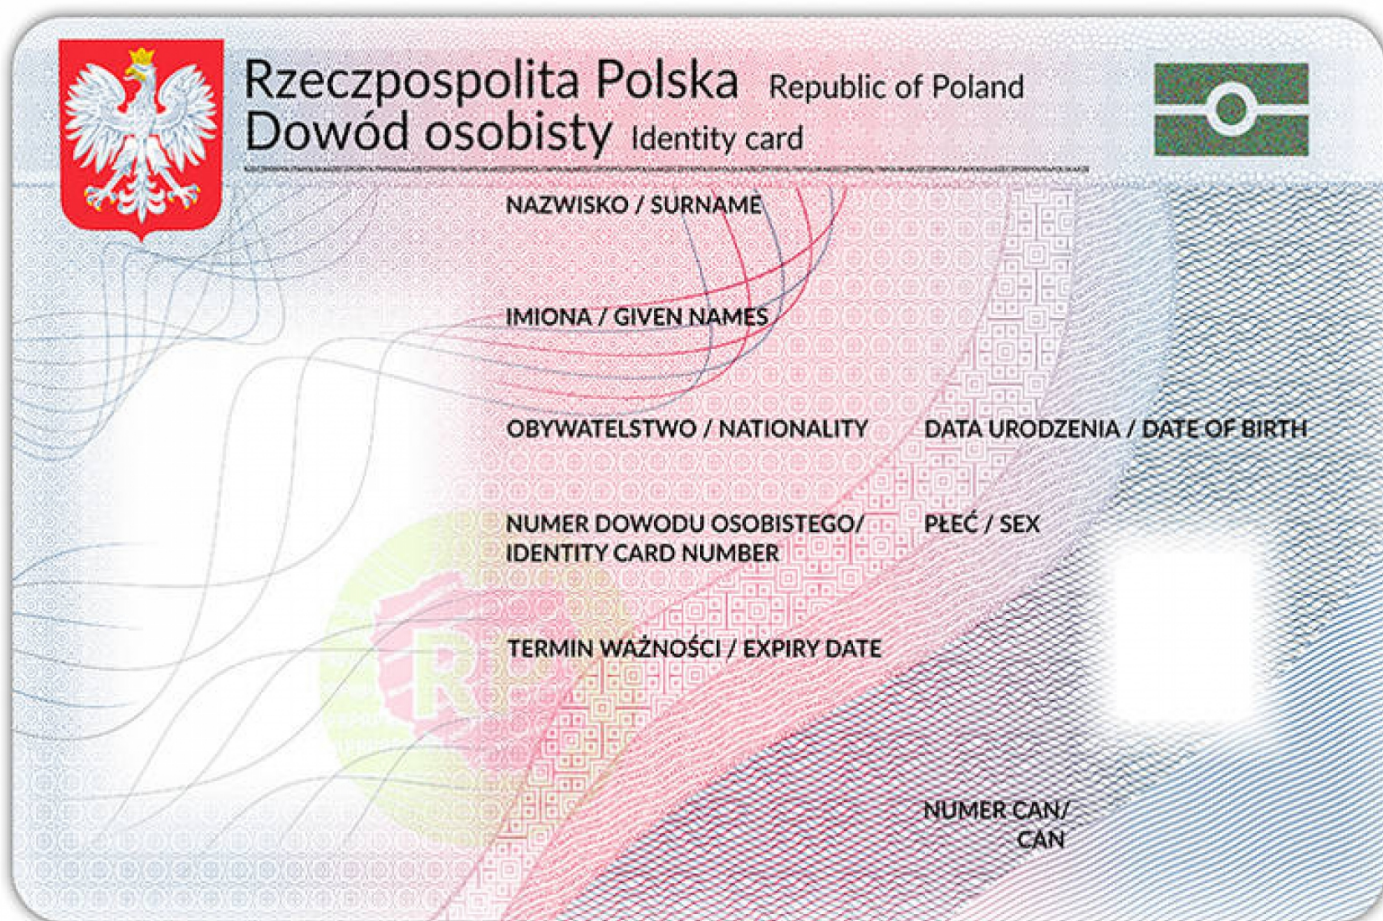 Rzeczpospolita Polska Republic of Poland
Dowód osobisty Identity card
NAZWISKO / SURNAME
IMIONA / GIVEN NAMES
OBYWATELSTWO / NATIONALITY
DATA URODZENIA / DATE OF BIRTH
NUMER DOWODU OSOBISTEGO/
IDENTITY CARD NUMBER
PŁEĆ / SEX
TERMIN WAŻNOŚCI / EXPIRY DATE
RP
NUMER CAN/
CAN